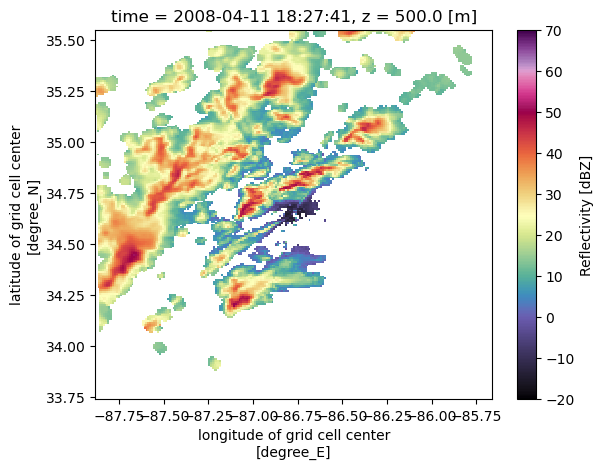 time = 2008-04-11 18:27:41, z = 500.0 [m]
35.50
35.25
35.00
34.75
34.50
34.25
34.00
33.75
latitude of grid cell center
[degree_N]
−87.75 −87.50 −87.25 −87.00 −86.75 −86.50 −86.25 −86.00 −85.75
longitude of grid cell center
[degree_E]
70
60
50
40
30
20
10
0
−10
−20
Reflectivity [dBZ]